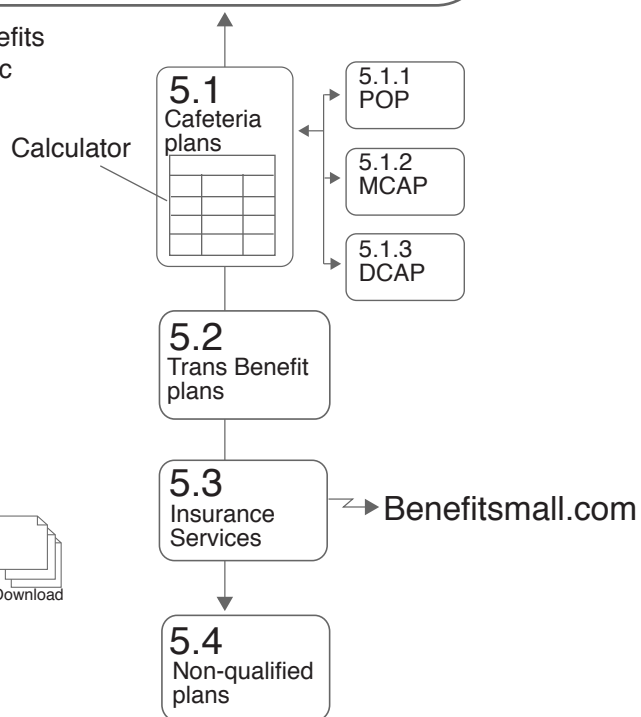 efits
c
5.1
Cafeteria
plans
Calculator
5.1.1
POP
5.1.2
MCAP
5.1.3
DCAP
5.2
Trans Benefit
plans
5.3
Insurance
Services
Benefitsmall.com
Download
5.4
Non-qualified
plans